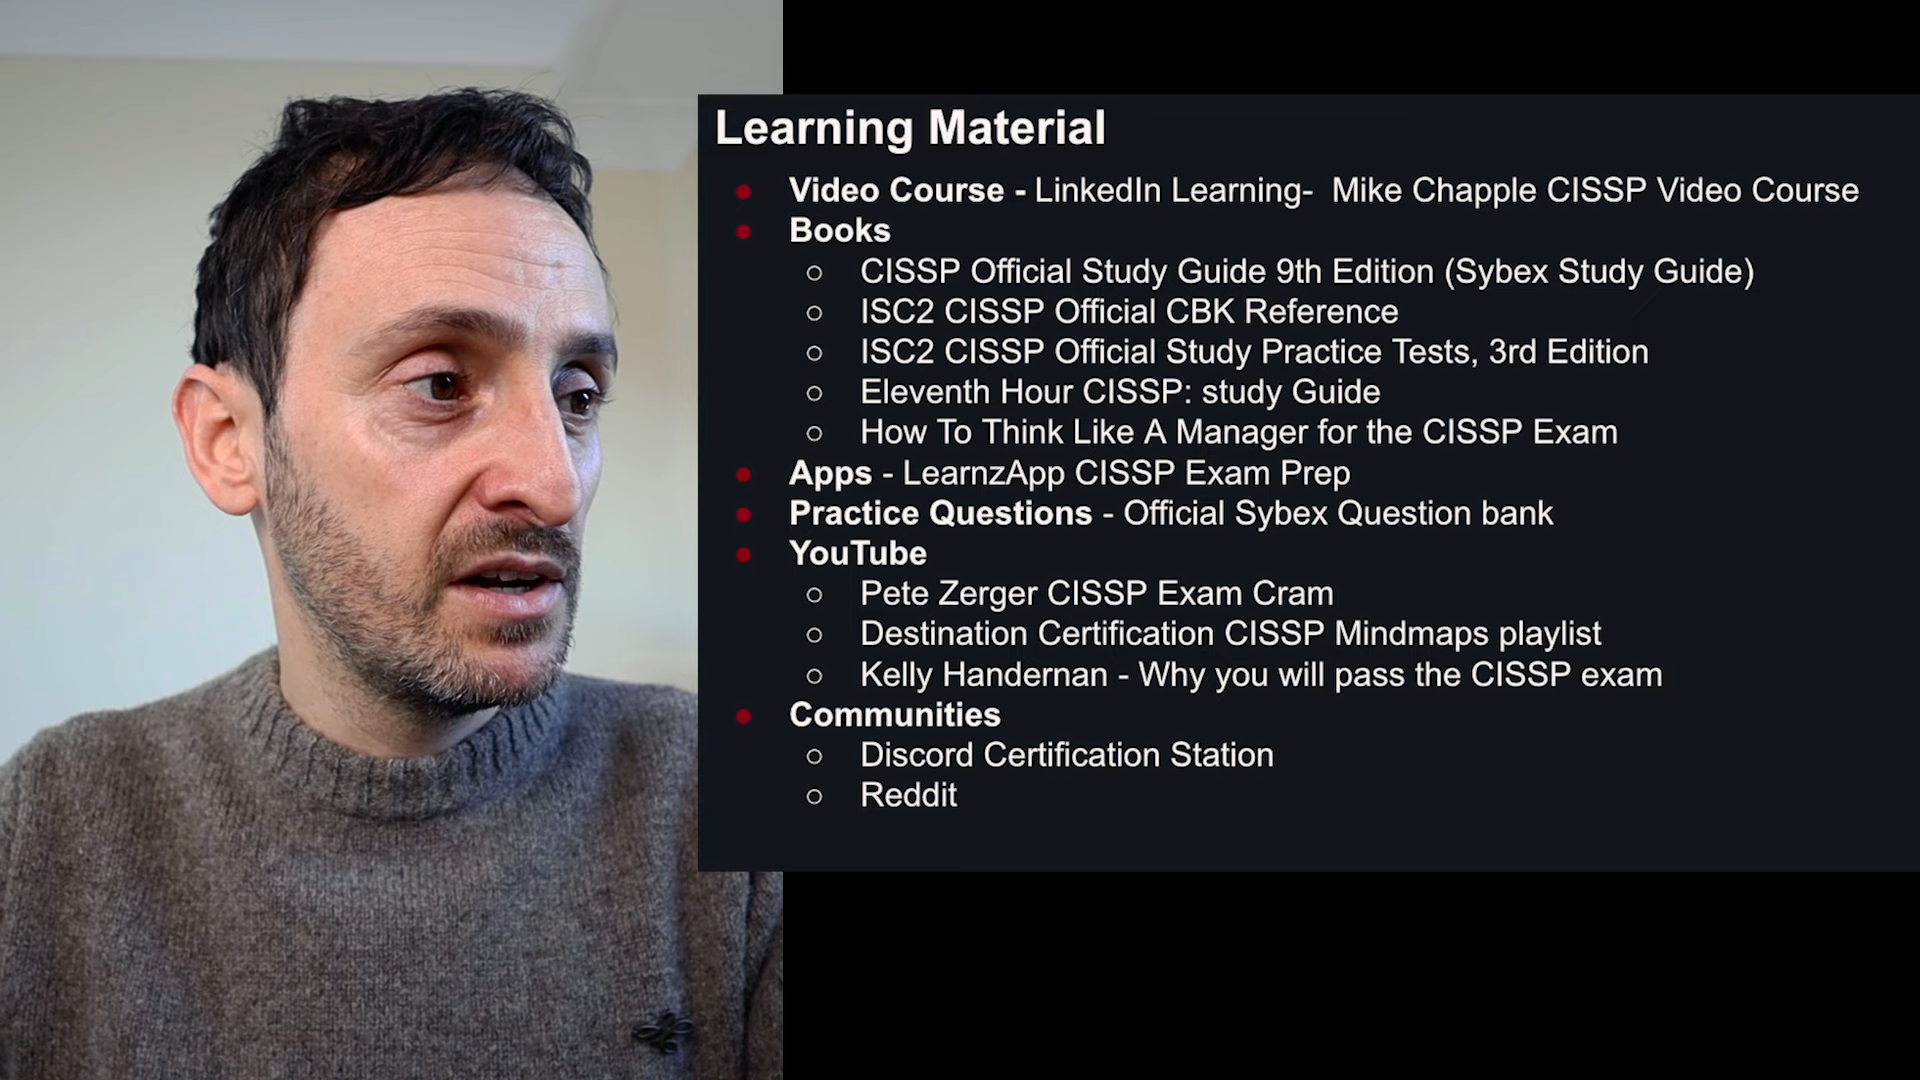 Learning Material
● Video Course - LinkedIn Learning-  Mike Chapple CISSP Video Course
● Books
○ CISSP Official Study Guide 9th Edition (Sybex Study Guide)
○ ISC2 CISSP Official CBK Reference
○ ISC2 CISSP Official Study Practice Tests, 3rd Edition
○ Eleventh Hour CISSP: study Guide
○ How To Think Like A Manager for the CISSP Exam
● Apps - LearnzApp CISSP Exam Prep
● Practice Questions - Official Sybex Question bank
● YouTube
○ Pete Zerger CISSP Exam Cram
○ Destination Certification CISSP Mindmaps playlist
○ Kelly Handernan - Why you will pass the CISSP exam
● Communities
○ Discord Certification Station
○ Reddit